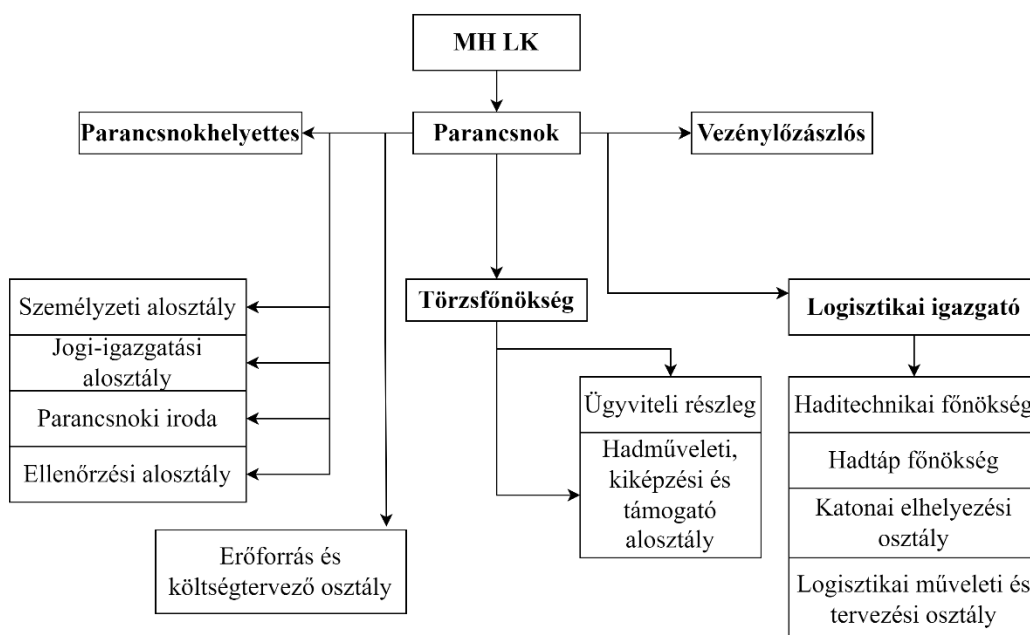 MH LK
Parancsnokhelyettes
Parancsnok
Vezénylőzászlós
Személyzeti alosztály
Jogi-igazgatási
alosztály
Parancsnoki iroda
Ellenőrzési alosztály
Erőforrás és
költségtervező osztály
Törzsfőnökség
Ügyviteli részleg
Hadműveleti,
kiképzési és
támogató
alosztály
Logisztikai igazgató
Haditechnikai főnökség
Hadtáp főnökség
Katonai elhelyezési
osztály
Logisztikai műveleti és
tervezési osztály